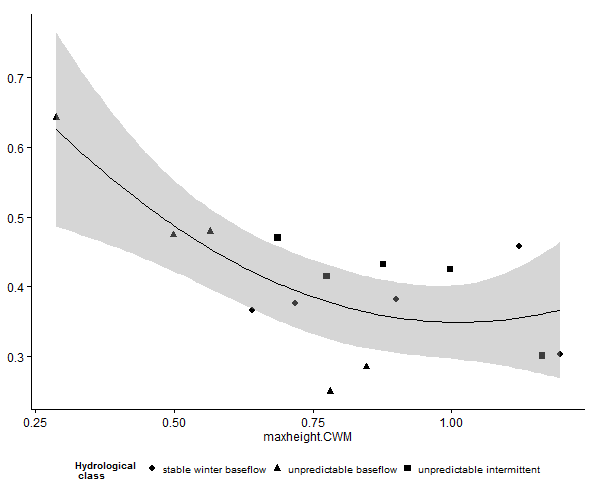 0.7
0.6
0.5
0.4
0.3
0.25 0.50 0.75 1.00
maxheight.CWM
Hydrological
class
stable winter baseflow unpredictable baseflow unpredictable intermittent